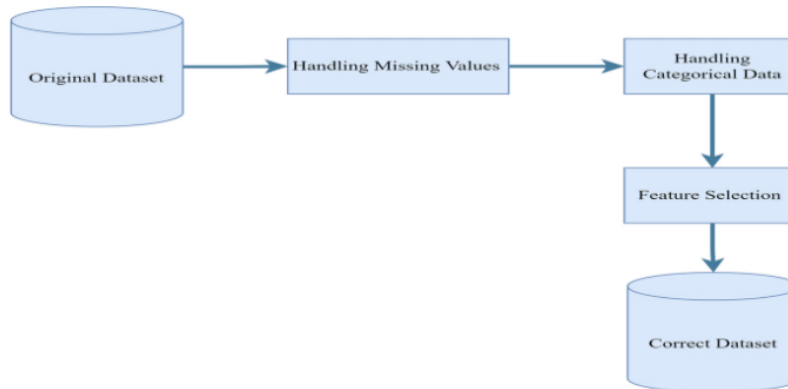 Original Dataset
Handling Missing Values
Handling
Categorical Data
Feature Selection
Correct Dataset